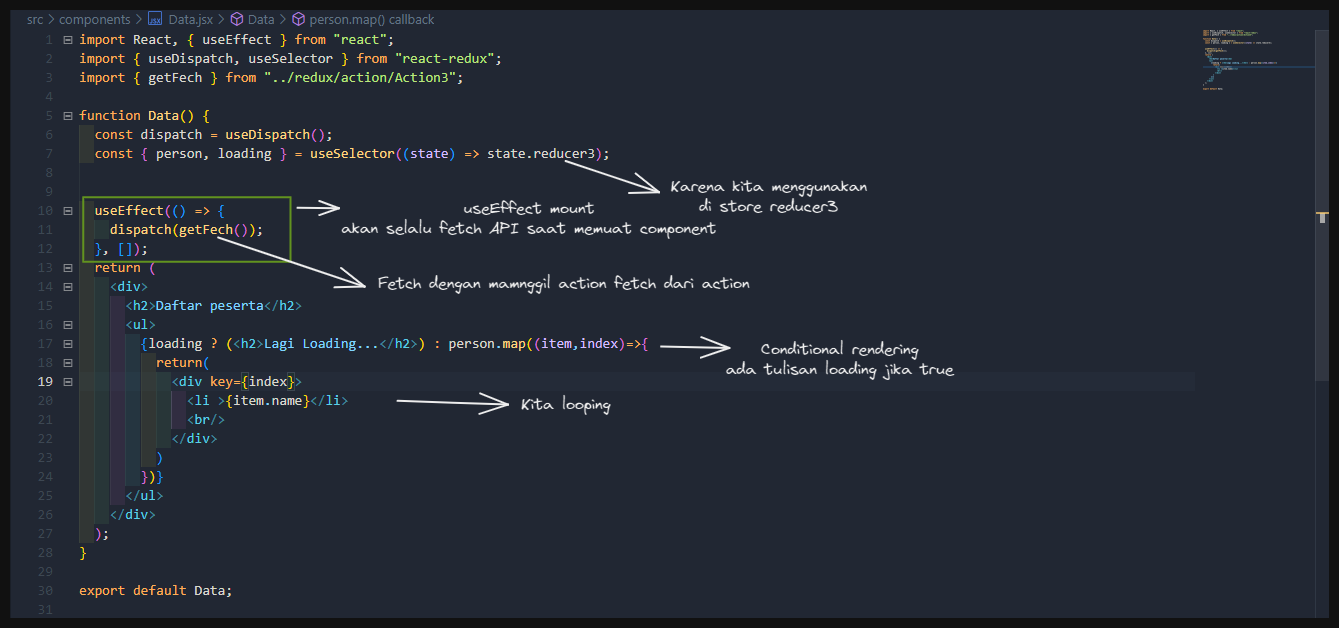 src > components > Data.jsx > Data > person.map() callback
1 import React, { useEffect } from "react";
2 import { useDispatch, useSelector } from "react-redux";
3 import { getFech } from "../redux/action/Action3";
4
5 function Data() {
6 const dispatch = useDispatch();
7 const { person, loading } = useSelector((state) => state.reducer3);
8
Karena kita menggunakan
9
di store reducer3
10 useEffect(() => {
useEffect mount
11 dispatch(getFech());
akan selalu fetch API saat memuat component
12 }, []);
13 return (
14 <div>
Fetch dengan mamnggil action fetch dari action
15 <h2>Daftar peserta</h2>
16 <ul>
17 {loading ? (<h2>Lagi Loading...</h2>) : person.map((item,index)=>{
Conditional rendering
18 return(
ada tulisan loading jika true
19 <div key={index}>
20 <li >{item.name}</li>
Kita looping
21 <br/>
22 </div>
23 )
24 })}
25 </ul>
26 </div>
27 );
28 }
29
30 export default Data;
31